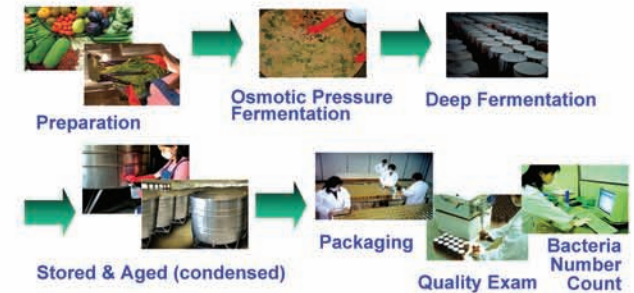 Preparation
Osmotic Pressure
Fermentation
Deep Fermentation
Stored & Aged (condensed)
Packaging
Quality Exam
Bacteria
Number
Count